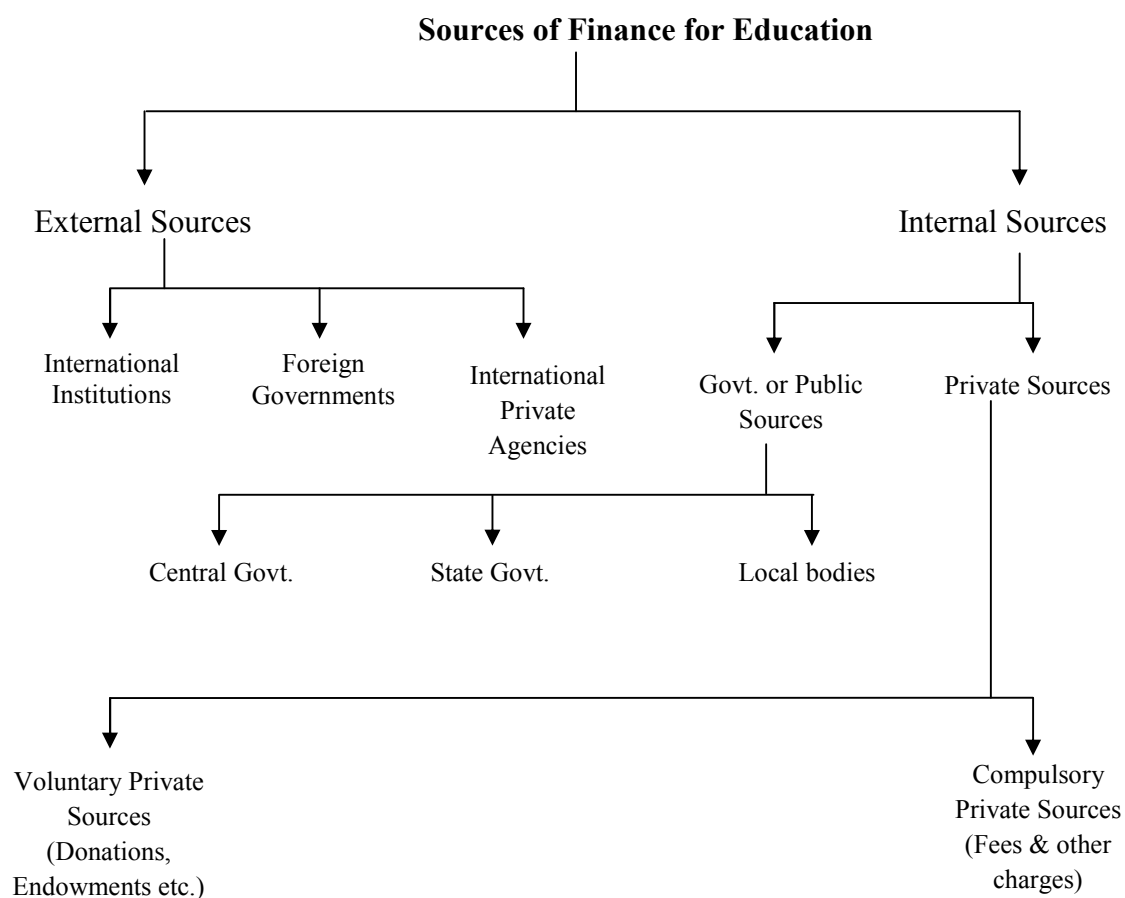 Sources of Finance for Education
External Sources
Internal Sources
International
Institutions
Foreign
Governments
International
Private
Agencies
Govt. or Public
Sources
Private Sources
Central Govt.
State Govt.
Local bodies
Voluntary Private
Sources
(Donations,
Endowments etc.)
Compulsory
Private Sources
(Fees & other
charges)